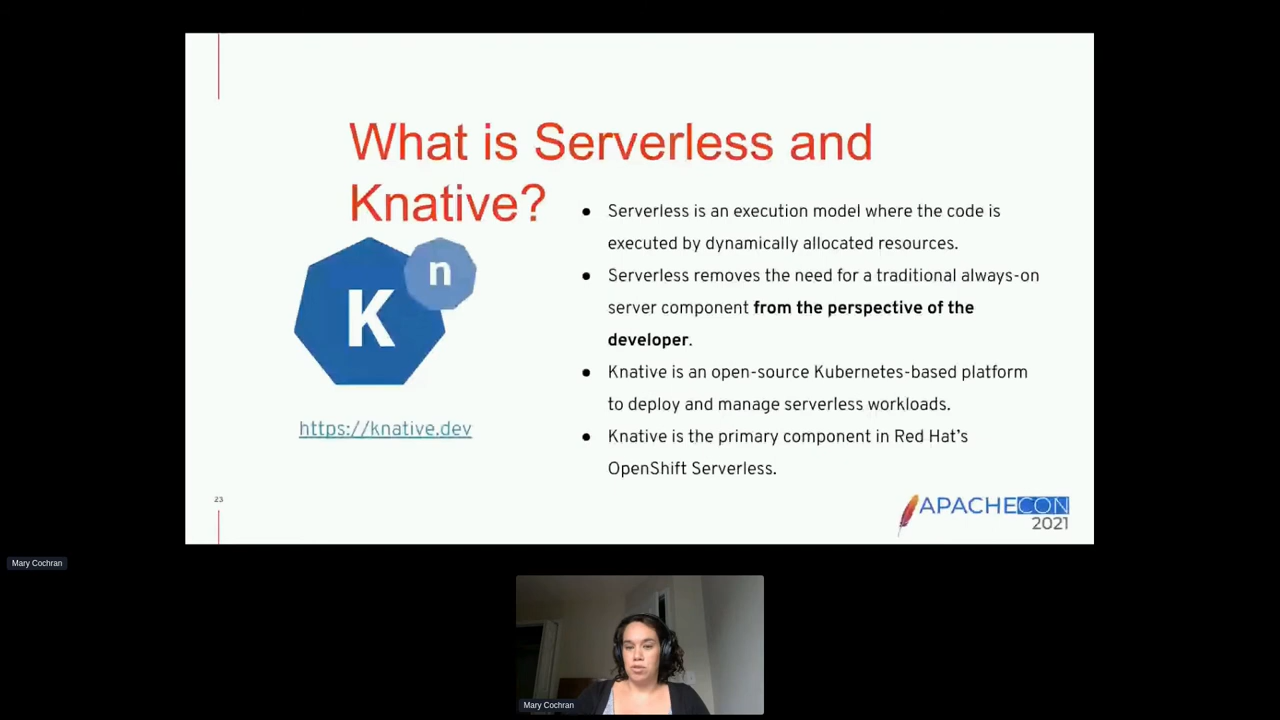 What is Serverless and
Knative?
● Serverless is an execution model where the code is
executed by dynamically allocated resources.
● Serverless removes the need for a traditional always-on
server component from the perspective of the
developer.
● Knative is an open-source Kubernetes-based platform
to deploy and manage serverless workloads.
● Knative is the primary component in Red Hat’s
OpenShift Serverless.
K
n
https://knative.dev
23
APACHECON
2021
Mary Cochran
Mary Cochran